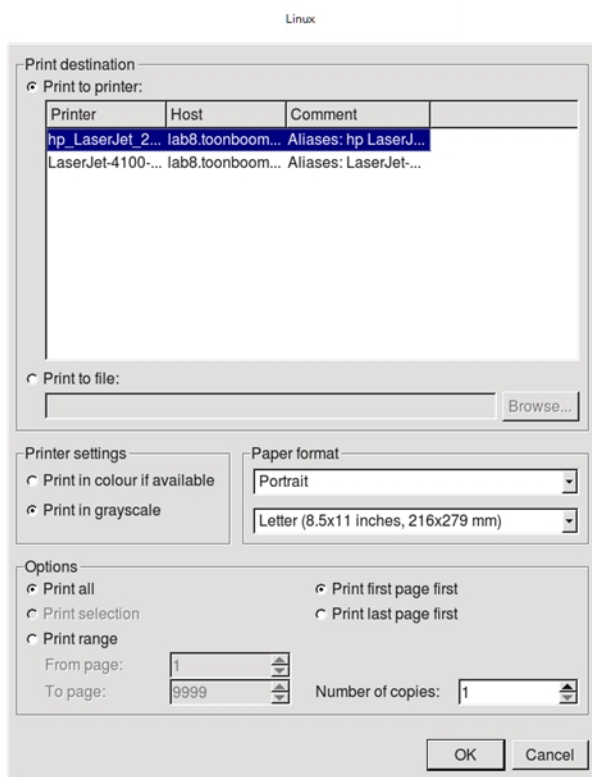 Linux
Print destination
Print to printer:
Printer Host Comment
hp_LaserJet_2... lab8.toonboom... Aliases: hp LaserJ...
LaserJet-4100-... lab8.toonboom... Aliases: LaserJet-...
Print to file:
Browse...
Printer settings
Print in colour if available
Print in grayscale
Paper format
Portrait
Letter (8.5x11 inches, 216x279 mm)
Options
Print all
Print selection
Print range
From page: 1
To page: 9999
Print first page first
Print last page first
Number of copies: 1
OK Cancel